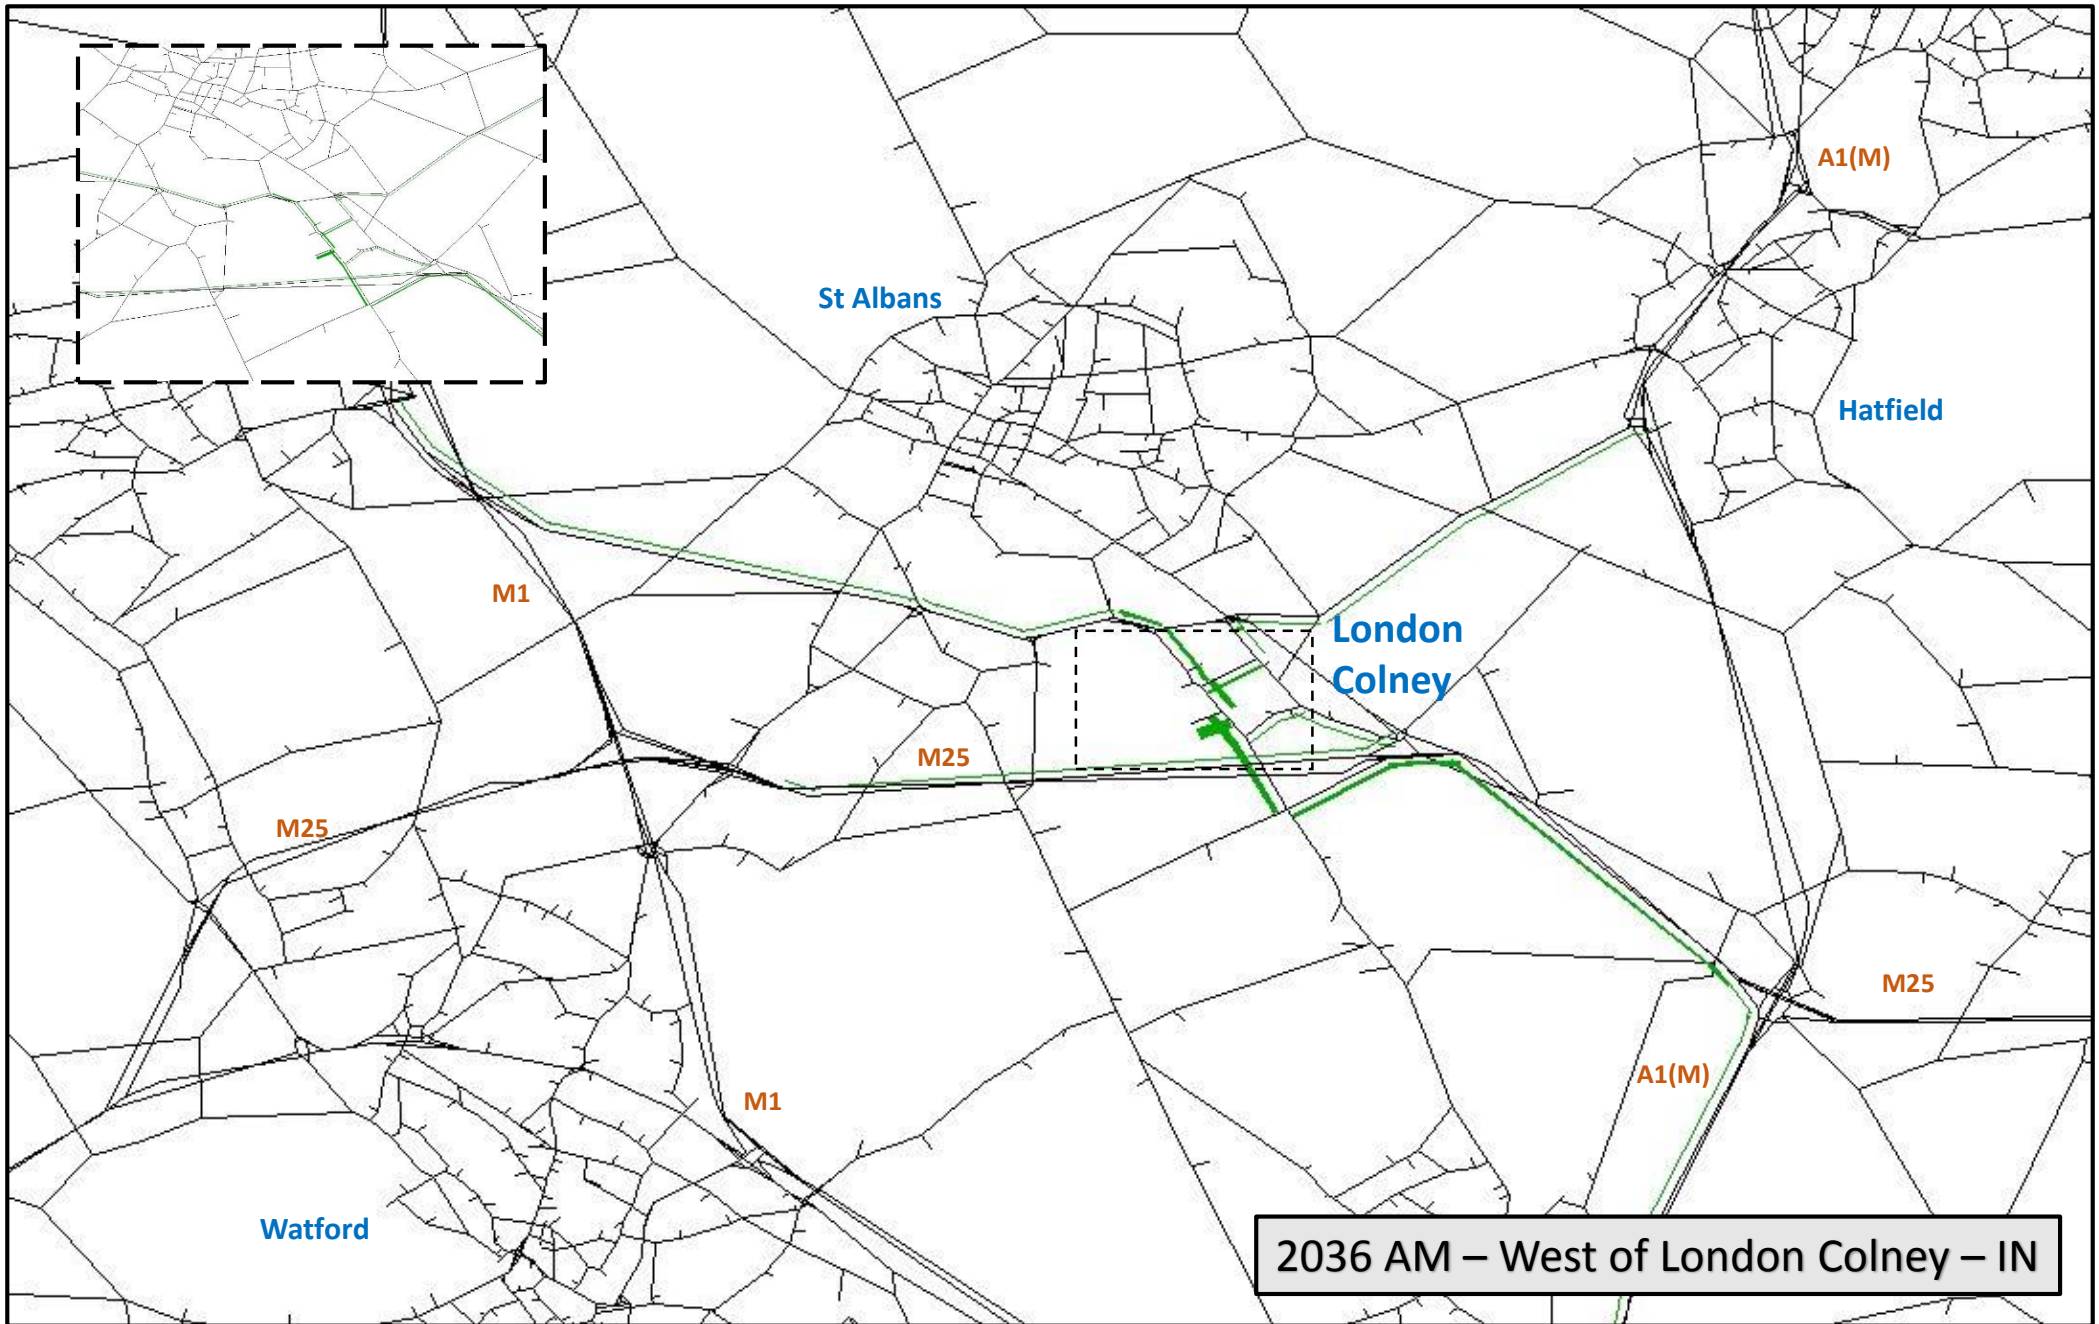 A1(M)
St Albans
Hatfield
M1
London
Colney
M25
M25
M25
A1(M)
M1
Watford
2036 AM – West of London Colney – IN